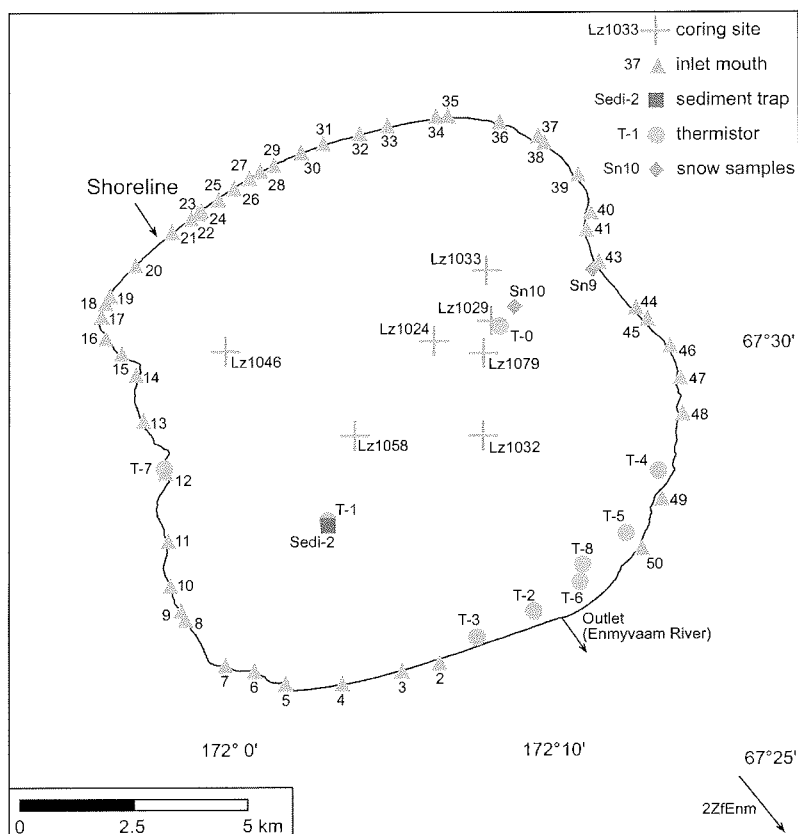 Lz1033 coring site
37 inlet mouth
Sedi-2 sediment trap
T-1 thermistor
Sn10 snow samples
35
34
36
37
33
38
31
32
30
29
28
27
39
26
25
Shoreline
23
24
40
22
21
41
43
Lz1033
20
Sn9
Sn10
19
44
18
Lz1029
17
45
T-0
Lz1024
67°30'
16
46
Lz1046
Lz1079
15
14
47
48
13
Lz1058
Lz1032
T-7
T-4
12
49
T-1
T-5
Sedi-2
11
50
T-8
10
T-6
9
T-2
8
Outlet
(Enmyvaam River)
T-3
7
6
5
4
3
2
172° 0'
172° 10'
67°25'
2ZfEnm
0 2.5 5 km